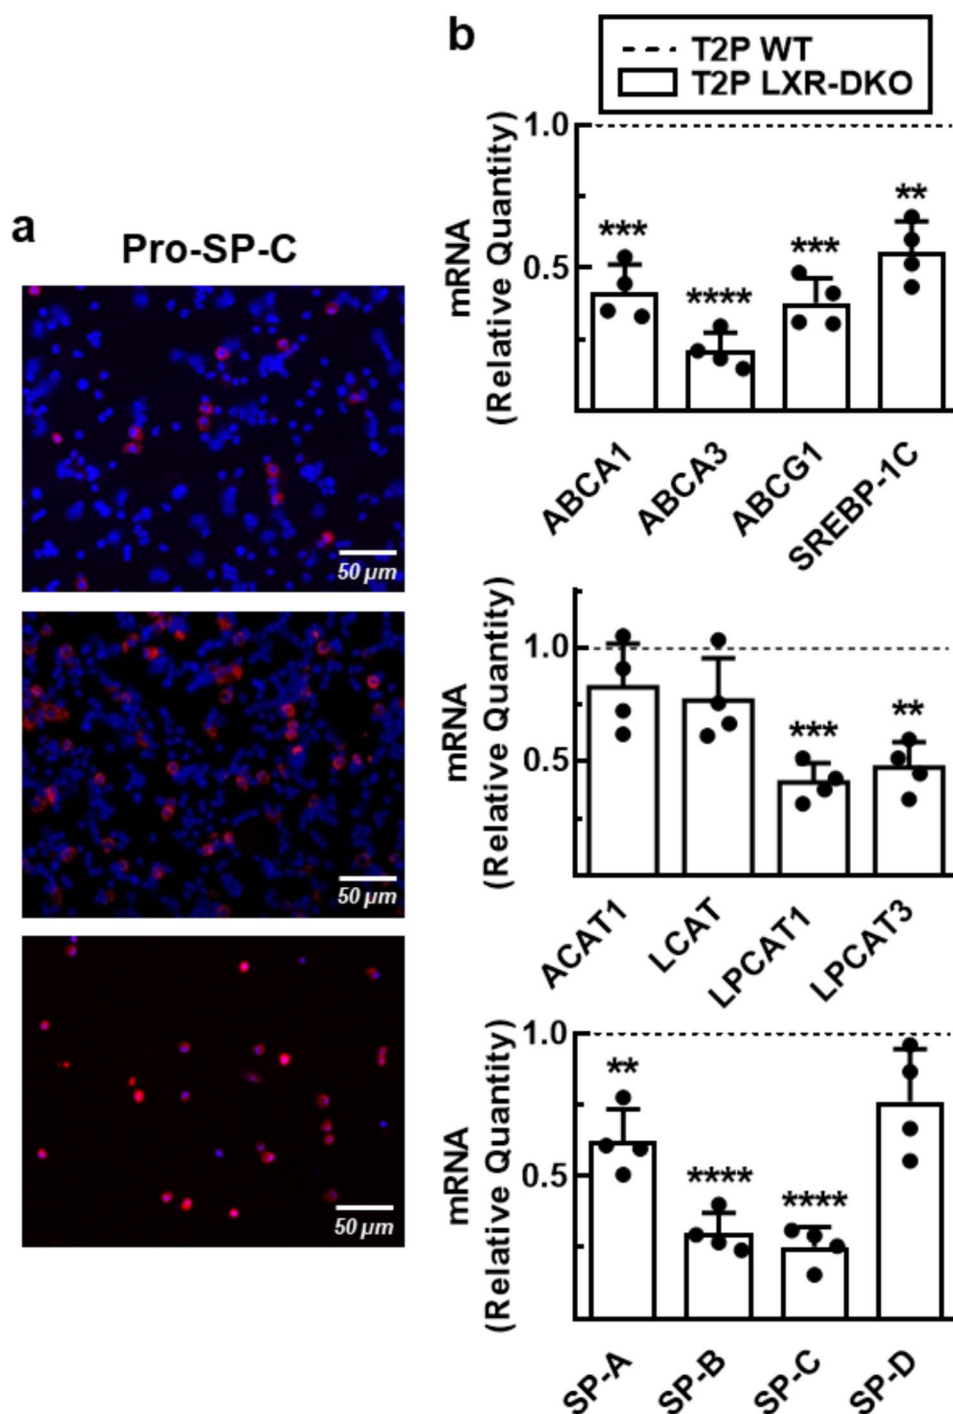 a
Pro-SP-C
50 µm
50 µm
50 µm
b
T2P WT
T2P LXR-DKO
mRNA
(Relative Quantity)
1.0
0.5
***
****
***
**
ABCA1
ABCA3
ABCG1
SREBP-1C
mRNA
(Relative Quantity)
1.0
0.5
***
**
ACAT1
LCAT
LPCAT1
LPCAT3
mRNA
(Relative Quantity)
1.0
0.5
**
****
****
SP-A
SP-B
SP-C
SP-D